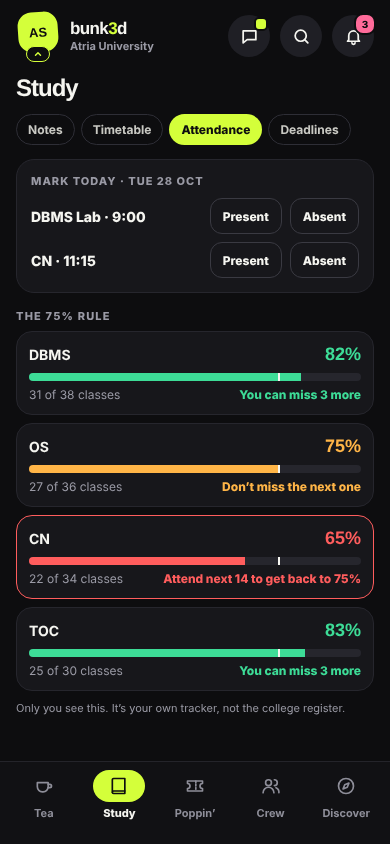 AS
bunk3d
Atria University
3
Study
Notes
Timetable
Attendance
Deadlines
MARK TODAY · TUE 28 OCT
DBMS Lab · 9:00
Present
Absent
CN · 11:15
Present
Absent
THE 75% RULE
DBMS
82%
31 of 38 classes
You can miss 3 more
OS
75%
27 of 36 classes
Don’t miss the next one
CN
65%
22 of 34 classes
Attend next 14 to get back to 75%
TOC
83%
25 of 30 classes
You can miss 3 more
Only you see this. It’s your own tracker, not the college register.
Tea
Study
Poppin’
Crew
Discover